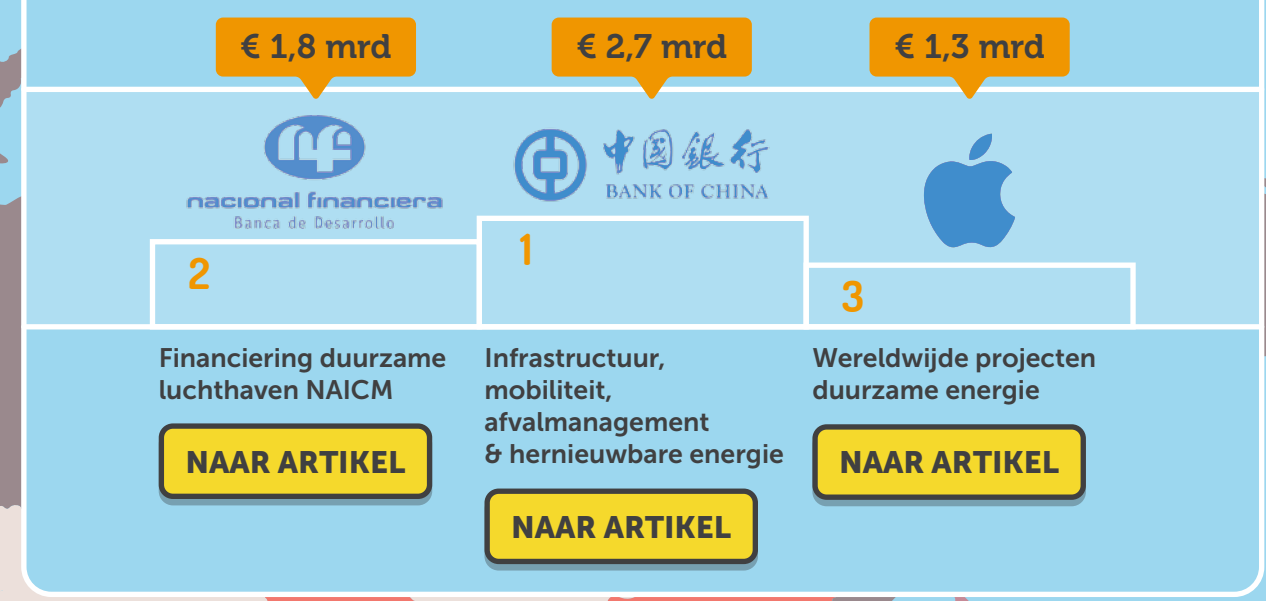 € 1,8 mrd
€ 2,7 mrd
€ 1,3 mrd
nacional financiera
Banca de Desarrollo
中国銀行
BANK OF CHINA
2
1
3
Financiering duurzame
luchthaven NAICM
NAAR ARTIKEL
Infrastructuur,
mobiliteit,
afvalmanagement
& hernieuwbare energie
NAAR ARTIKEL
Wereldwijde projecten
duurzame energie
NAAR ARTIKEL